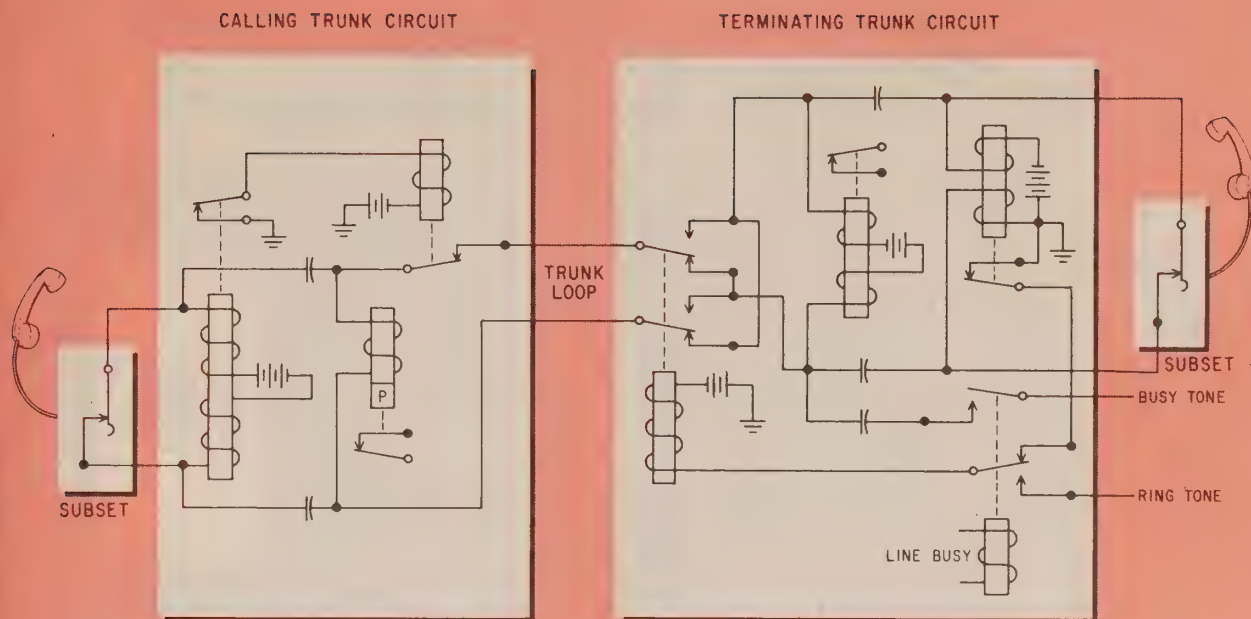 CALLING TRUNK CIRCUIT
TERMINATING TRUNK CIRCUIT
TRUNK
LOOP
P
SUBSET
SUBSET
BUSY TONE
RING TONE
LINE BUSY